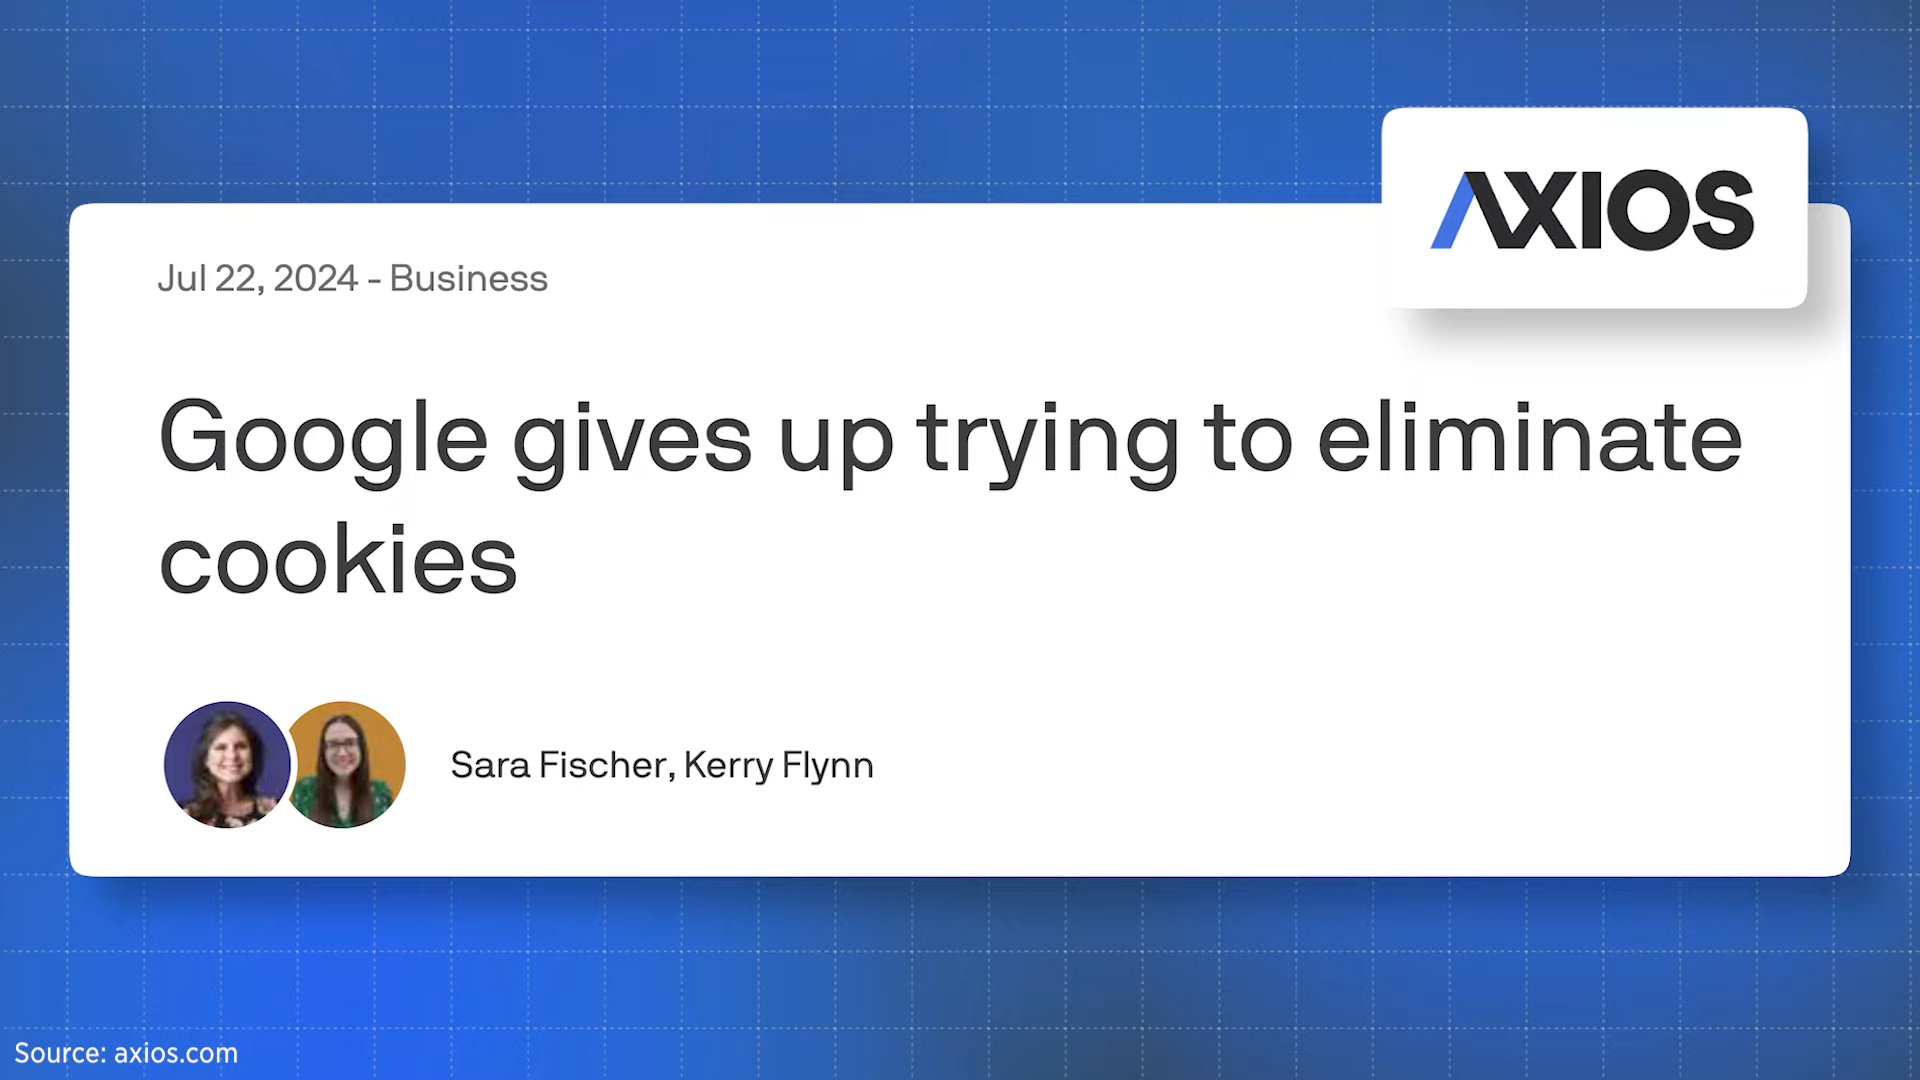 AXIOS
Jul 22, 2024 - Business
Google gives up trying to eliminate
cookies
Sara Fischer, Kerry Flynn
Source: axios.com